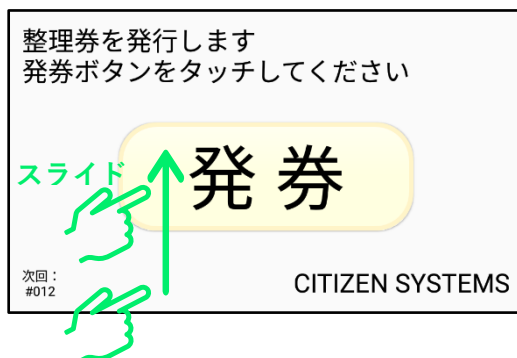 整理券を発行します
発券ボタンをタッチしてください
スライド
発 券
次回：
#012
CITIZEN SYSTEMS